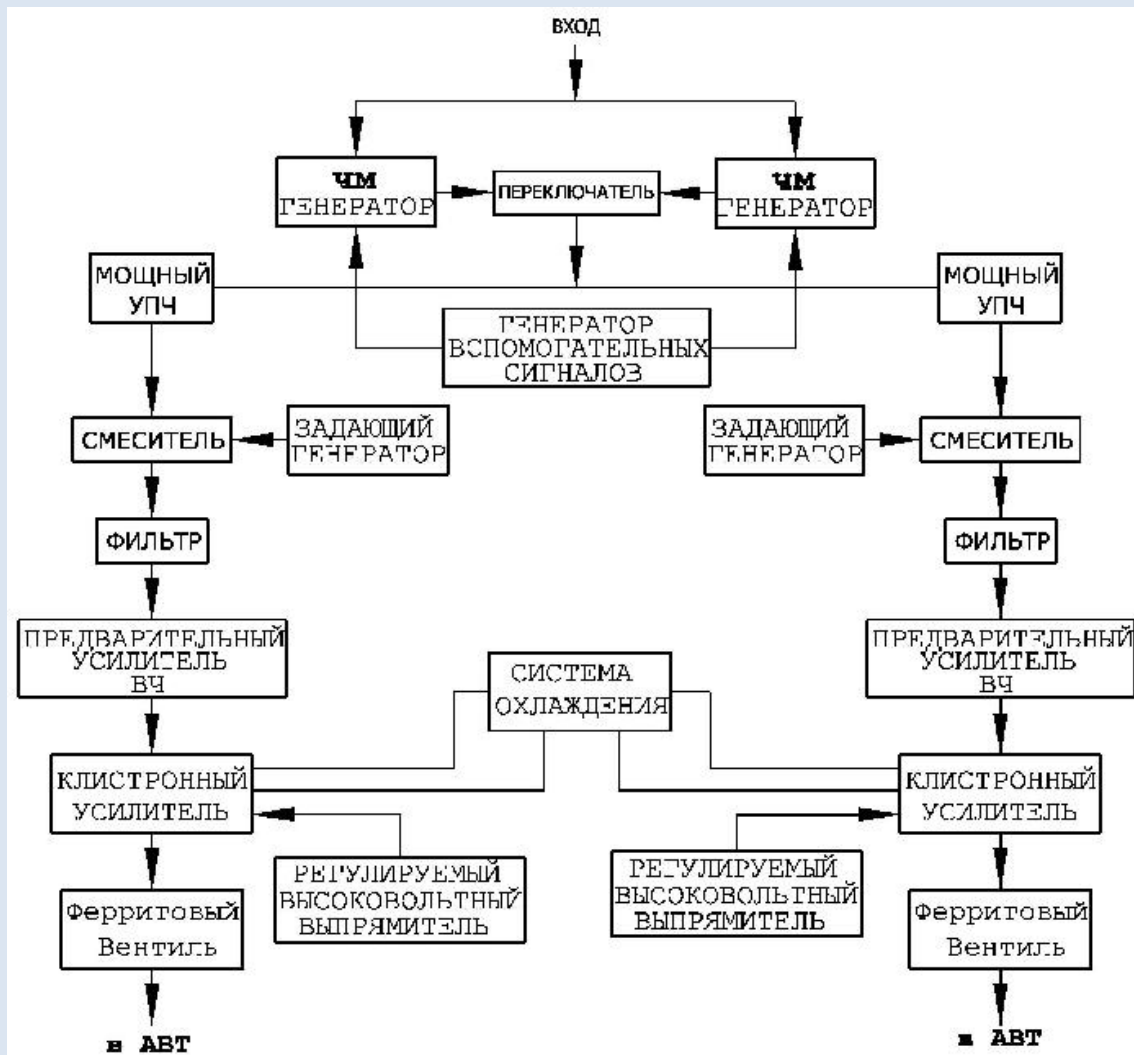 ВХОД
ЧМ
ГЕНЕРАТОР
ПЕРЕКЛЮЧАТЕЛЬ
ЧМ
ГЕНЕРАТОР
МОЩНЫЙ
УПЧ
ГЕНЕРАТОР
ВСПОМОГАТЕЛЬНЫХ
СИГНАЛОЗ
МОЩНЫЙ
УПЧ
СМЕСИТЕЛЬ
ЗАДАЮЩИЙ
ГЕНЕРАТОР
ЗАДАЮЩИЙ
ГЕНЕРАТОР
СМЕСИТЕЛЬ
ФИЛЬТР
ФИЛЬТР
ПРЕДВАРИТЕЛЬНЫЙ
УСИЛИТЕЛЬ
ВЧ
СИСТЕМА
ОХЛАЖДЕНИЯ
ПРЕДВАРИТЕЛЬНЫЙ
УСИЛИТЕЛЬ
ВЧ
КЛИСТРОННЫЙ
УСИЛИТЕЛЬ
КЛИСТРОННЫЙ
УСИЛИТЕЛЬ
РЕГУЛИРУЕМЫЙ
ВЫСОКОВОЛЬТНЫЙ
ВЫПРЯМИТЕЛЬ
РЕГУЛИРУЕМЫЙ
ВЫСОКОВОЛЬТНЫЙ
ВЫПРЯМИТЕЛЬ
Ферритовый
Вентиль
Ферритовый
Вентиль
АВТ
АВТ